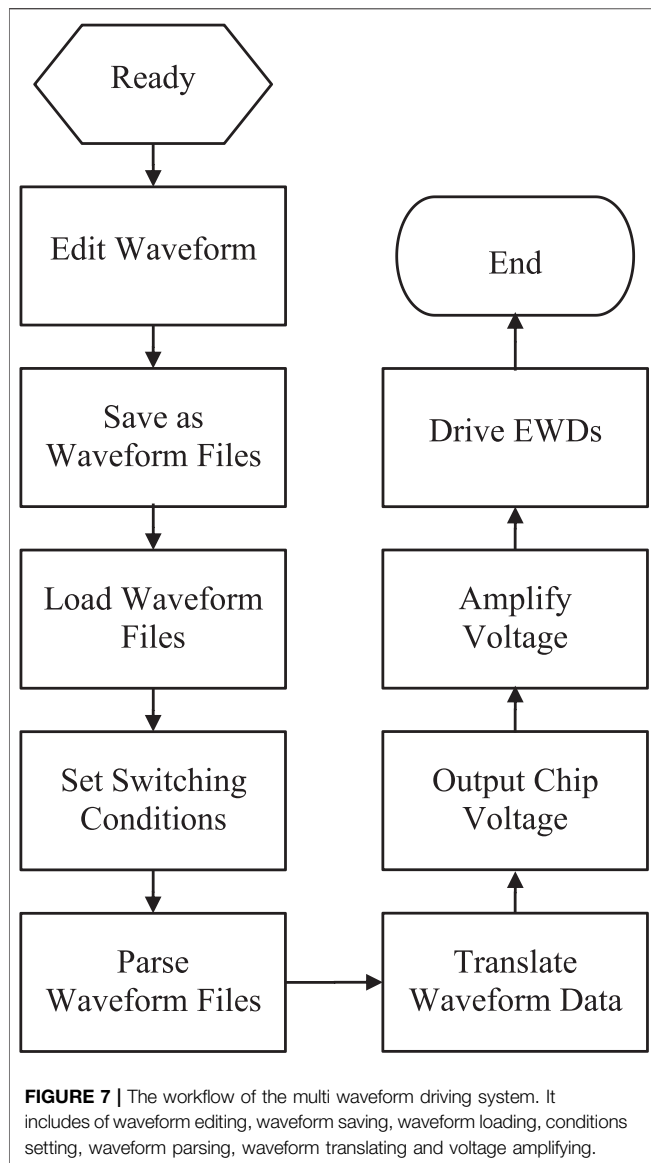 Ready
Edit Waveform
Save as
Waveform Files
Load Waveform
Files
Set Switching
Conditions
Parse
Waveform Files
Translate
Waveform Data
Output Chip
Voltage
Amplify
Voltage
Drive EWDs
End
FIGURE 7 | The workflow of the multi waveform driving system. It
includes of waveform editing, waveform saving, waveform loading, conditions
setting, waveform parsing, waveform translating and voltage amplifying.